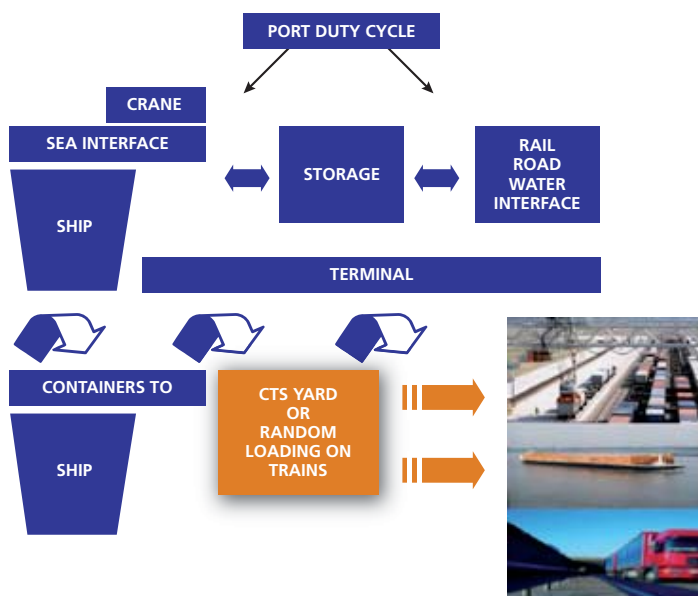 PORT DUTY CYCLE
CRANE
SEA INTERFACE
SHIP
STORAGE
RAIL
ROAD
WATER
INTERFACE
TERMINAL
CONTAINERS TO
SHIP
CTS YARD
OR
RANDOM
LOADING ON
TRAINS